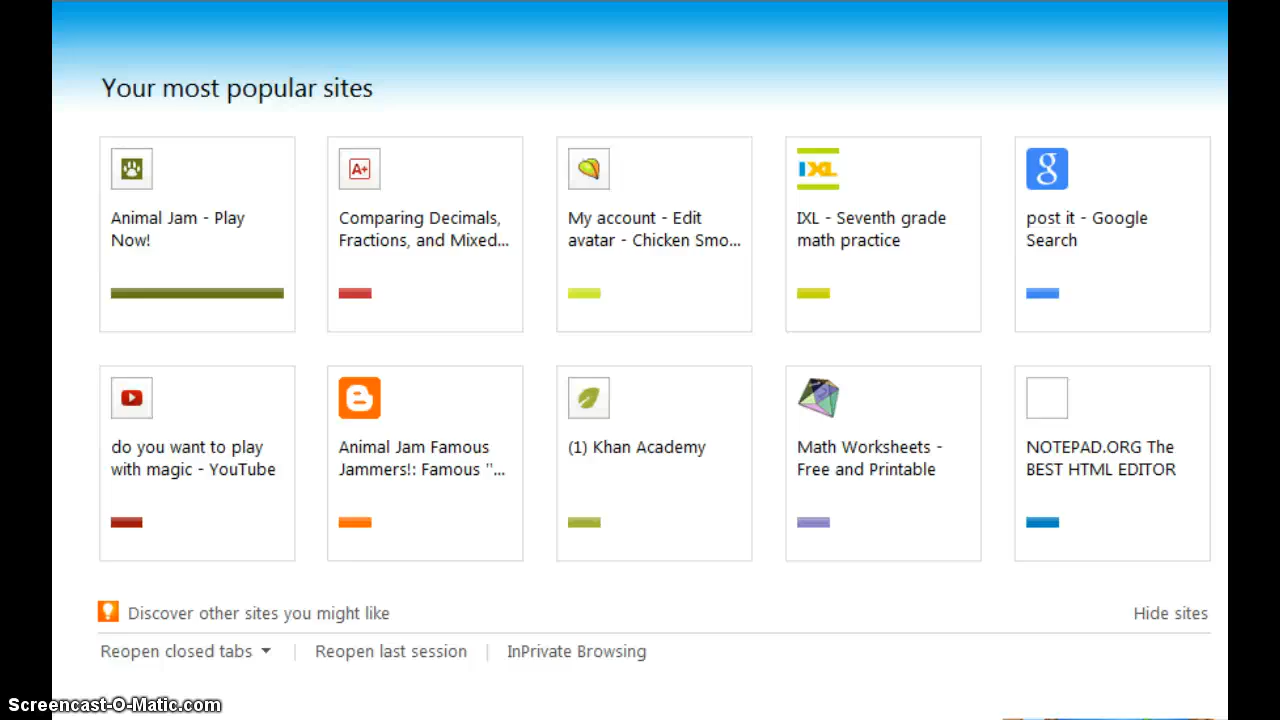 Your most popular sites
A+
IXL
g
Animal Jam - Play
Now!
Comparing Decimals,
Fractions, and Mixed...
My account - Edit
avatar - Chicken Smo...
IXL - Seventh grade
math practice
post it - Google
Search
do you want to play
with magic - YouTube
Animal Jam Famous
Jammers!: Famous "...
(1) Khan Academy
Math Worksheets -
Free and Printable
NOTEPAD.ORG The
BEST HTML EDITOR
Discover other sites you might like
Hide sites
Reopen closed tabs
Reopen last session
InPrivate Browsing
Screencast-O-Matic.com